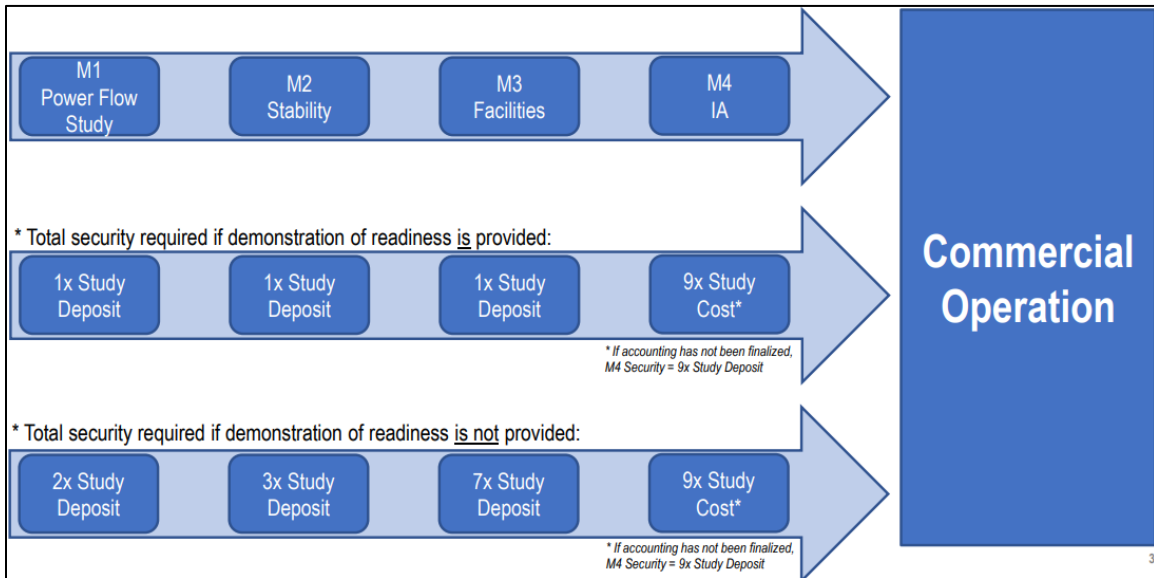 M1
Power Flow
Study
M2
Stability
M3
Facilities
M4
IA
* Total security required if demonstration of readiness is provided:
1x Study
Deposit
1x Study
Deposit
1x Study
Deposit
9x Study
Cost*
* If accounting has not been finalized,
M4 Security = 9x Study Deposit
* Total security required if demonstration of readiness is not provided:
2x Study
Deposit
3x Study
Deposit
7x Study
Deposit
9x Study
Cost*
* If accounting has not been finalized,
M4 Security = 9x Study Deposit
Commercial
Operation
3